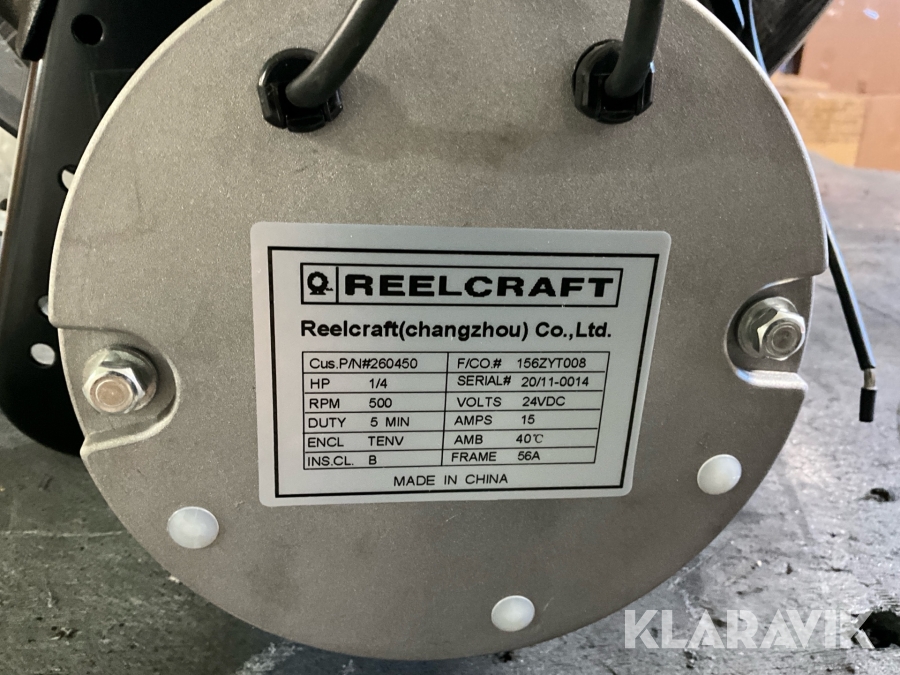 REELCRAFT
Reelcraft(changzhou) Co.,Ltd.
Cus.P/N#260450 F/CO.# 156ZYT008
HP 1/4 SERIAL# 20/11-0014
RPM 500 VOLTS 24VDC
DUTY 5 MIN AMPS 15
ENCL TENV AMB 40℃
INS.CL. B FRAME 56A
MADE IN CHINA
KLARAVIK